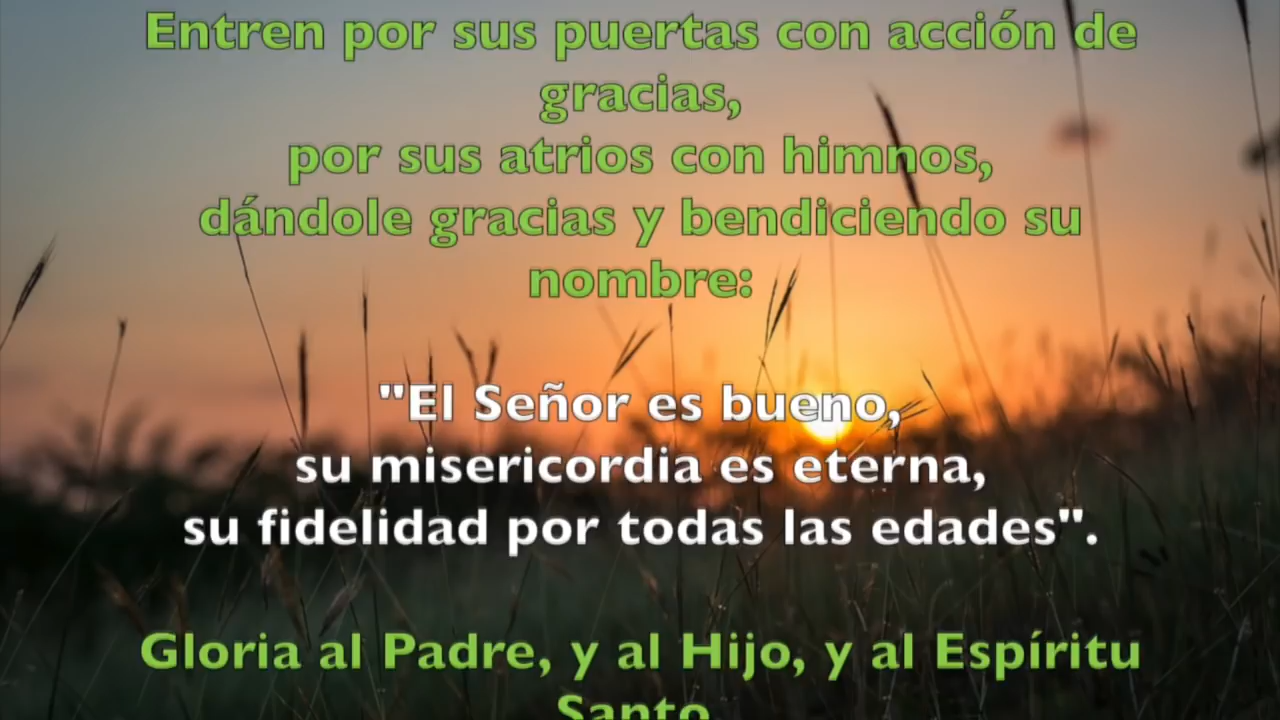 Entren por sus puertas con acción de
gracias,
por sus atrios con himnos,
dándole gracias y bendiciendo su
nombre:
"El Señor es bueno,
su misericordia es eterna,
su fidelidad por todas las edades".
Gloria al Padre, y al Hijo, y al Espíritu
Santo.